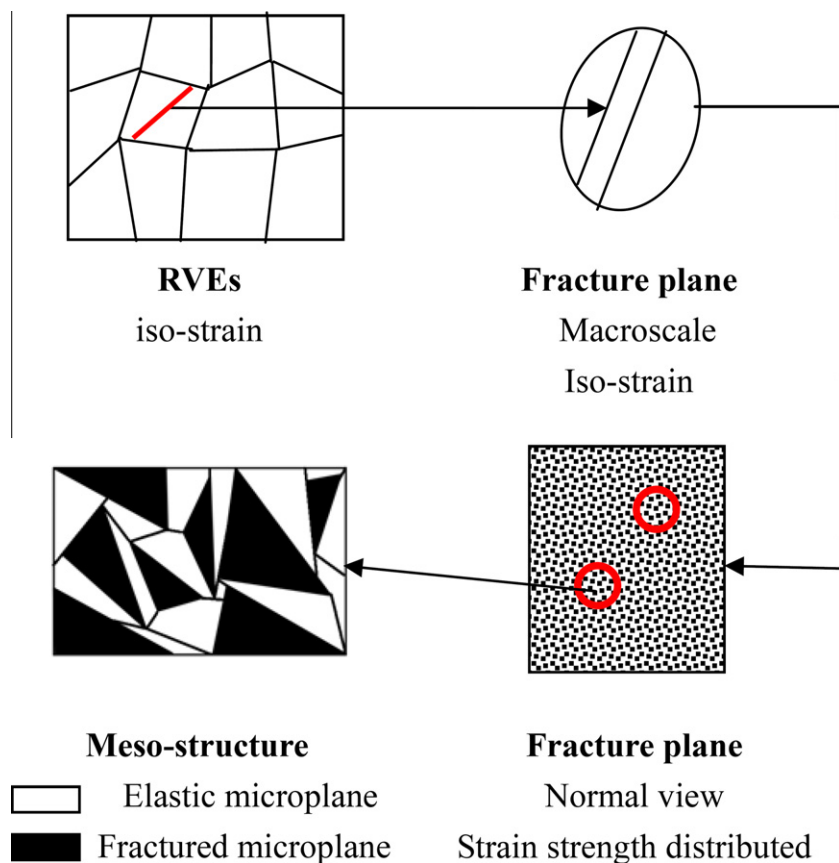 RVEs
iso-strain
Fracture plane
Macroscale
Iso-strain
Meso-structure
Elastic microplane
Fractured microplane
Fracture plane
Normal view
Strain strength distributed